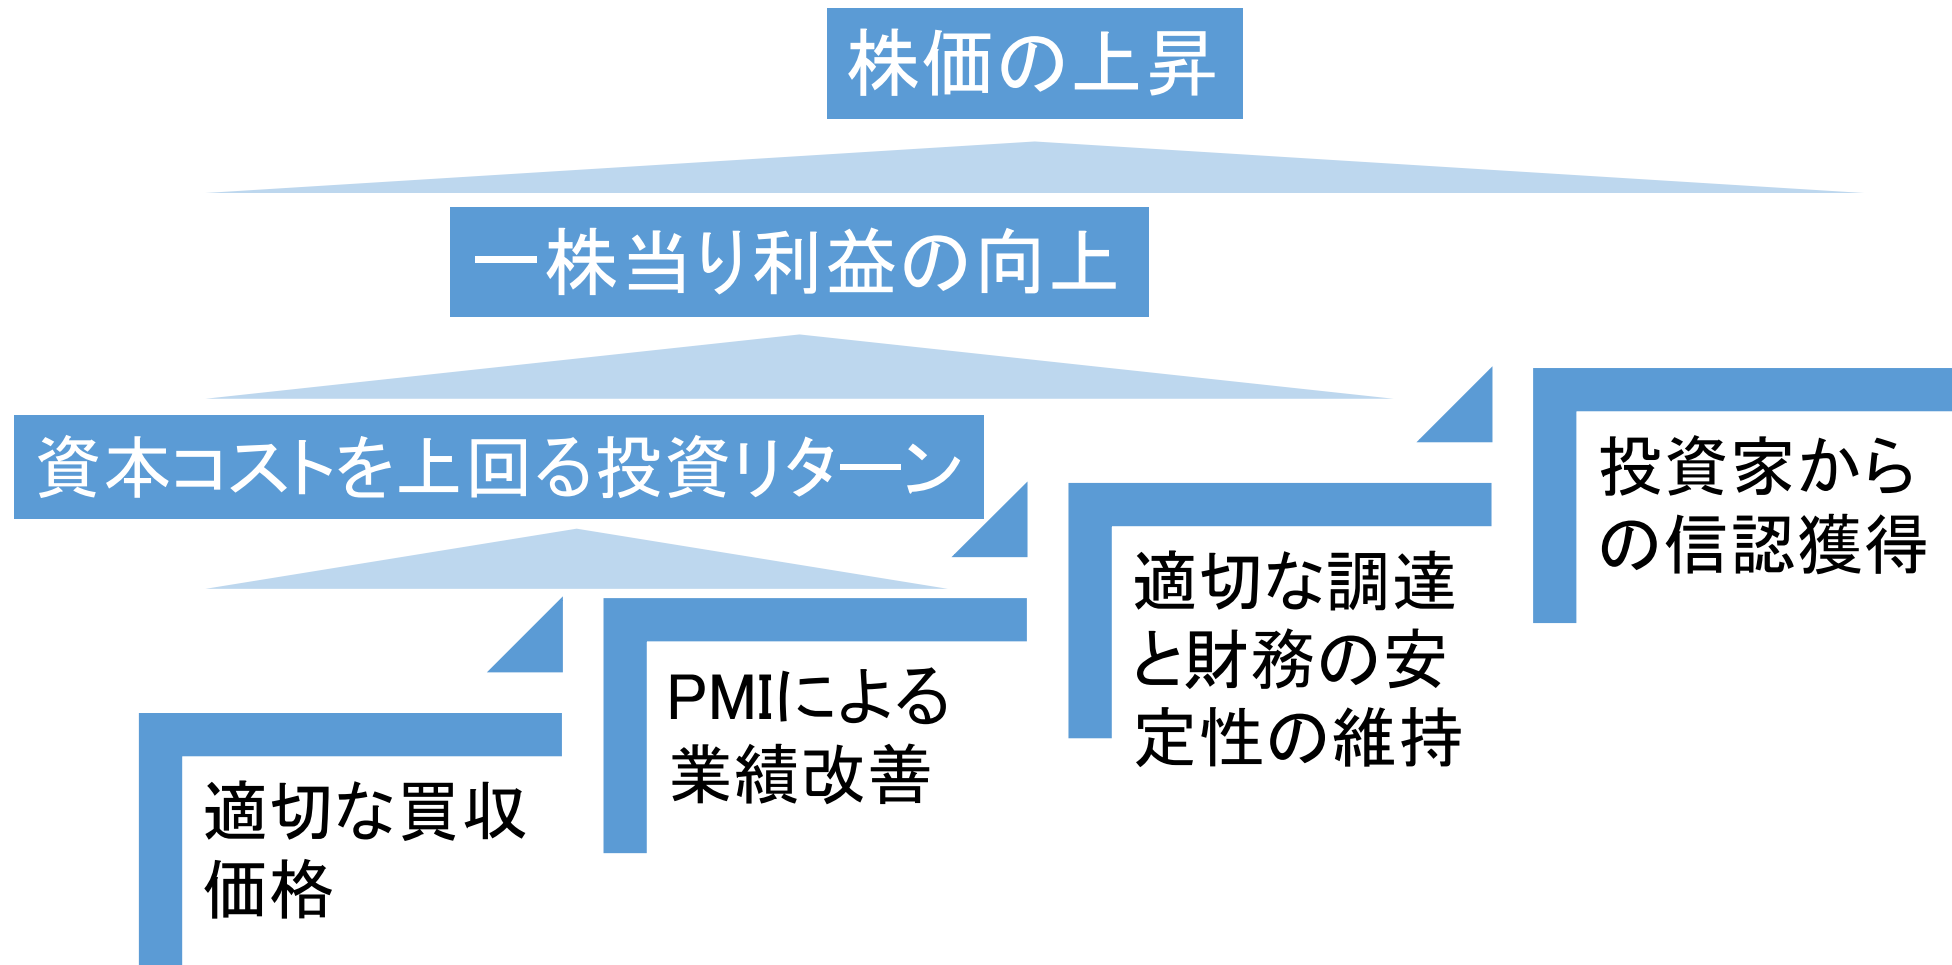 株価の上昇
一株当り利益の向上
資本コストを上回る投資リターン
適切な買収
価格
PMIによる
業績改善
適切な調達
と財務の安
定性の維持
投資家から
の信認獲得